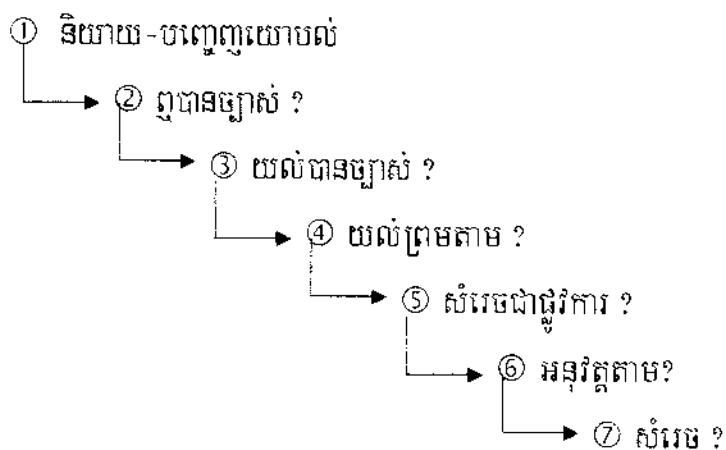 ① និយាយ-បញ្ចេញយោបល់
② ឮបានច្បាស់ ?
③ យល់បានច្បាស់ ?
④ យល់ព្រមតាម ?
⑤ សំរេចជាផ្លូវការ ?
⑥ អនុវត្តតាម?
⑦ សំរេច ?